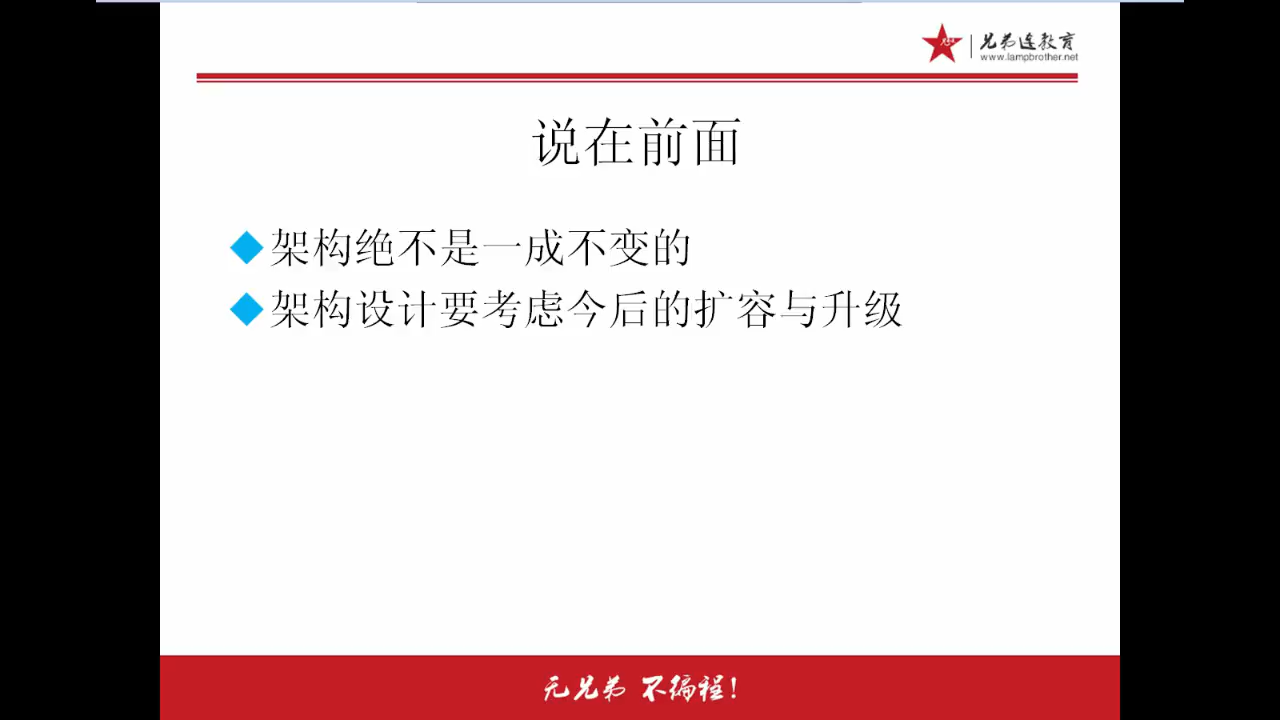 兄弟连教育
www.lampbrother.net
说在前面
架构绝不是一成不变的
架构设计要考虑今后的扩容与升级
无兄弟 不编程!